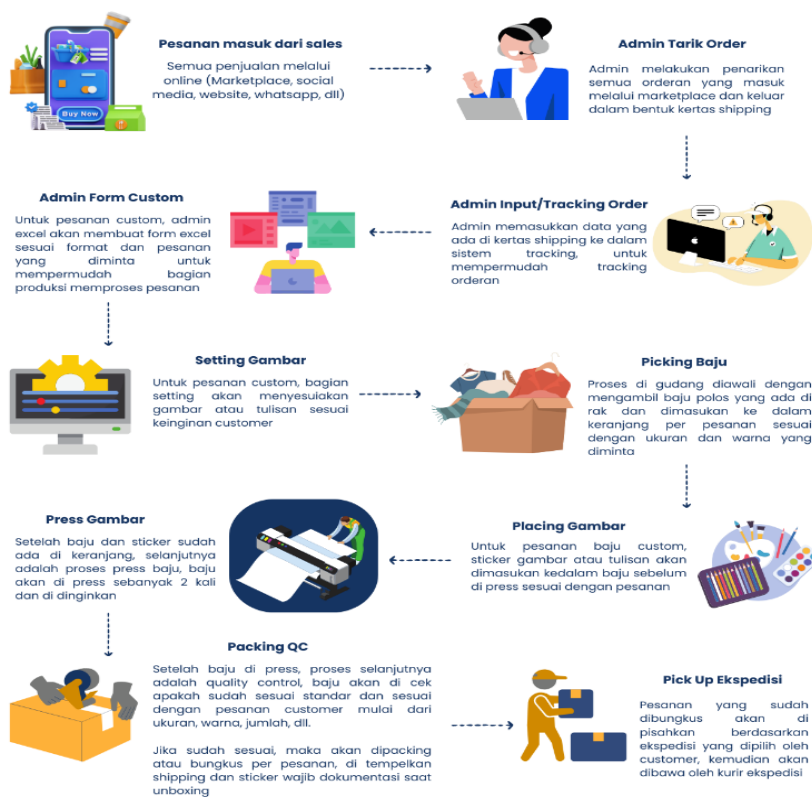 Pesanan masuk dari sales
Semua penjualan melalui
online (Marketplace, social
media, website, whatsapp, dll)
Buy Now
Admin Tarik Order
Admin melakukan penarikan
semua orderan yang masuk
melalui marketplace dan keluar
dalam bentuk kertas shipping
Admin Input/Tracking Order
Admin memasukkan data yang
ada di kertas shipping ke dalam
sistem tracking, untuk
mempermudah tracking
orderan
Admin Form Custom
Untuk pesanan custom, admin
excel akan membuat form excel
sesuai format dan pesanan
yang diminta untuk
mempermudah bagian
produksi memproses pesanan
Setting Gambar
Untuk pesanan custom, bagian
setting akan menyesuiakan
gambar atau tulisan sesuai
keinginan customer
Picking Baju
Proses di gudang diawali dengan
mengambil baju polos yang ada di
rak dan dimasukan ke dalam
keranjang per pesanan sesuai
dengan ukuran dan warna yang
diminta
Placing Gambar
Untuk pesanan baju custom,
sticker gambar atau tulisan akan
dimasukan kedalam baju sebelum
di press sesuai dengan pesanan
Press Gambar
Setelah baju dan sticker sudah
ada di keranjang, selanjutnya
adalah proses press baju, baju
akan di press sebanyak 2 kali
dan di dinginkan
Packing QC
Setelah baju di press, proses selanjutnya
adalah quality control, baju akan di cek
apakah sudah sesuai standar dan sesuai
dengan pesanan customer mulai dari
ukuran, warna, jumlah, dll.
Jika sudah sesuai, maka akan dipacking
atau bungkus per pesanan, di tempelkan
shipping dan sticker wajib dokumentasi saat
unboxing
Pick Up Ekspedisi
Pesanan yang sudah
dibungkus akan di
pisahkan berdasarkan
ekspedisi yang dipilih oleh
customer, kemudian akan
dibawa oleh kurir ekspedisi